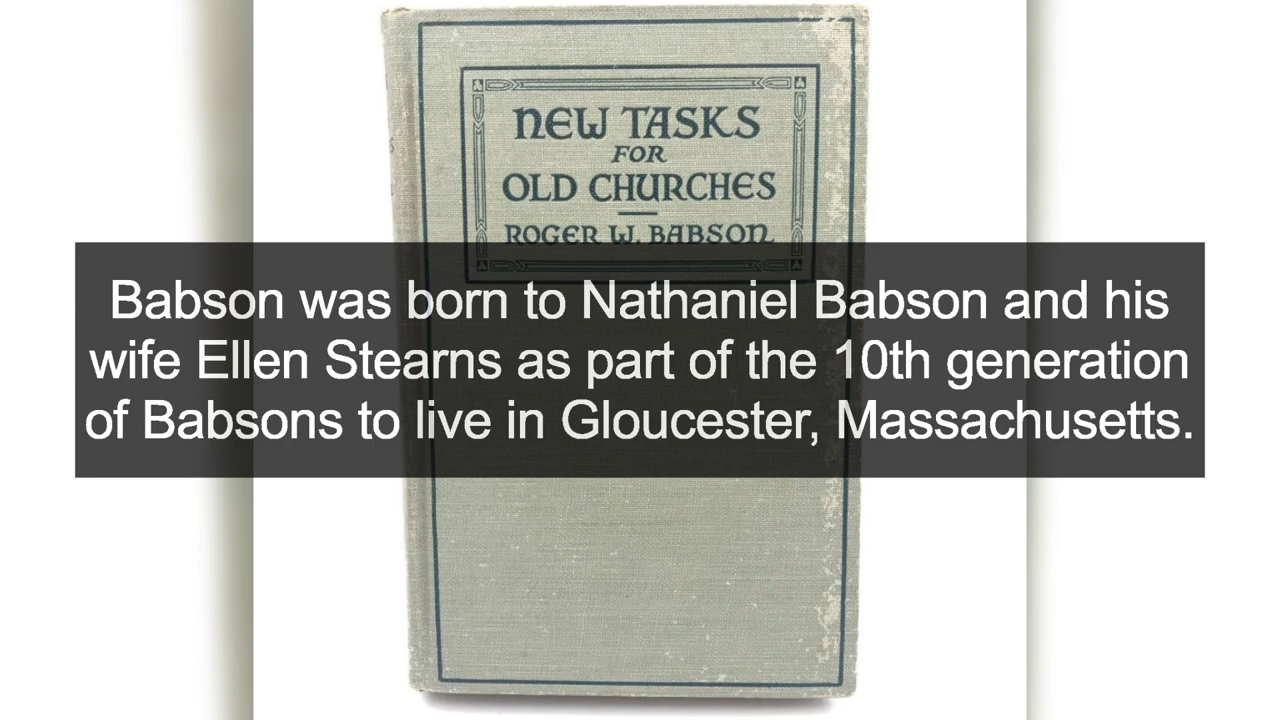 NEW TASKS
FOR
OLD CHURCHES
ROGER W. BABSON
Babson was born to Nathaniel Babson and his
wife Ellen Stearns as part of the 10th generation
of Babsons to live in Gloucester, Massachusetts.